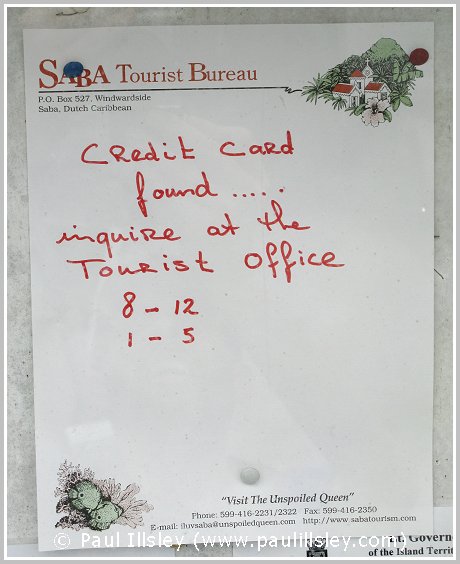 SABA Tourist Bureau
P.O. Box 527, Windwardside
Saba, Dutch Caribbean
Credit Card
found .....
inquire at the
Tourist Office
8 - 12
1 - 5
"Visit The Unspoiled Queen"
Phone: 599-416-2231/2322 Fax: 599-416-2350
E-mail: iluvsaba@unspoiledqueen.com http://www.sabatourism.com
Govern
of the Island Territ
© Paul Illsley (www.paulillsley.com)